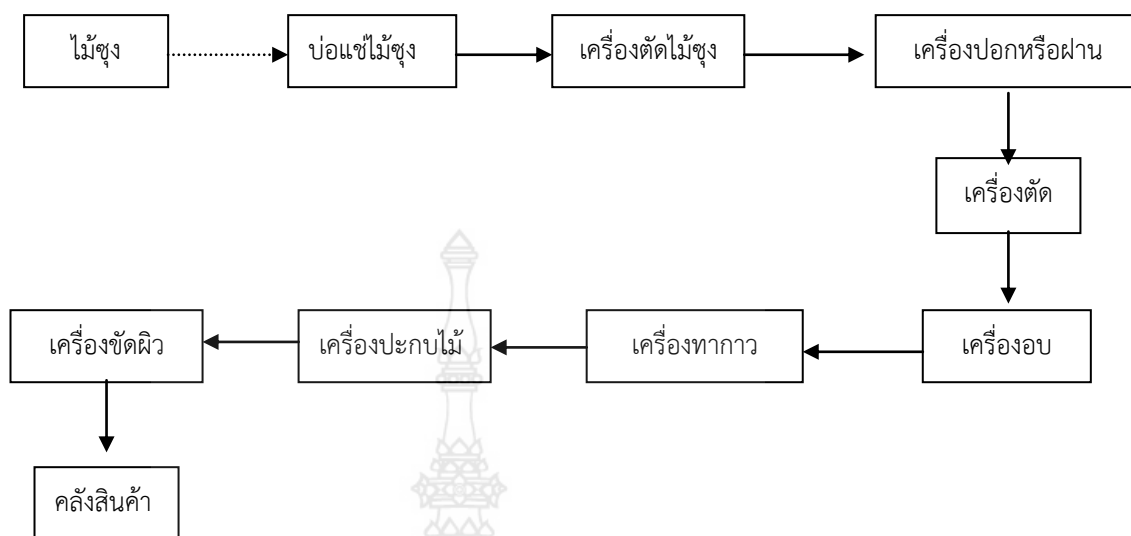 ไม้ซุง
บ่อแช่ไม้ซุง
เครื่องตัดไม้ซุง
เครื่องปอกหรือฝาน
เครื่องตัด
เครื่องอบ
เครื่องทากาว
เครื่องปะกบไม้
เครื่องขัดผิว
คลังสินค้า